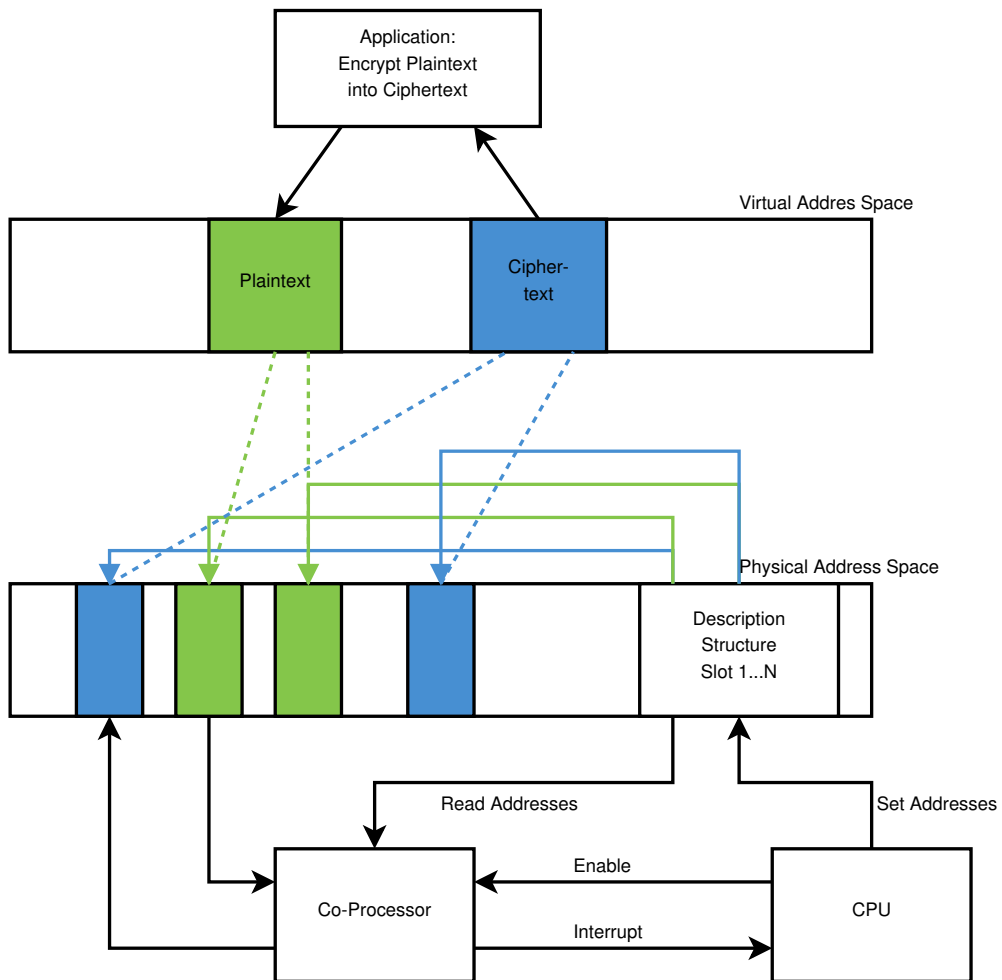 Application:
Encrypt Plaintext
into Ciphertext
Virtual Addres Space
Plaintext
Cipher-
text
Physical Address Space
Description
Structure
Slot 1...N
Read Addresses
Set Addresses
Enable
Co-Processor
CPU
Interrupt